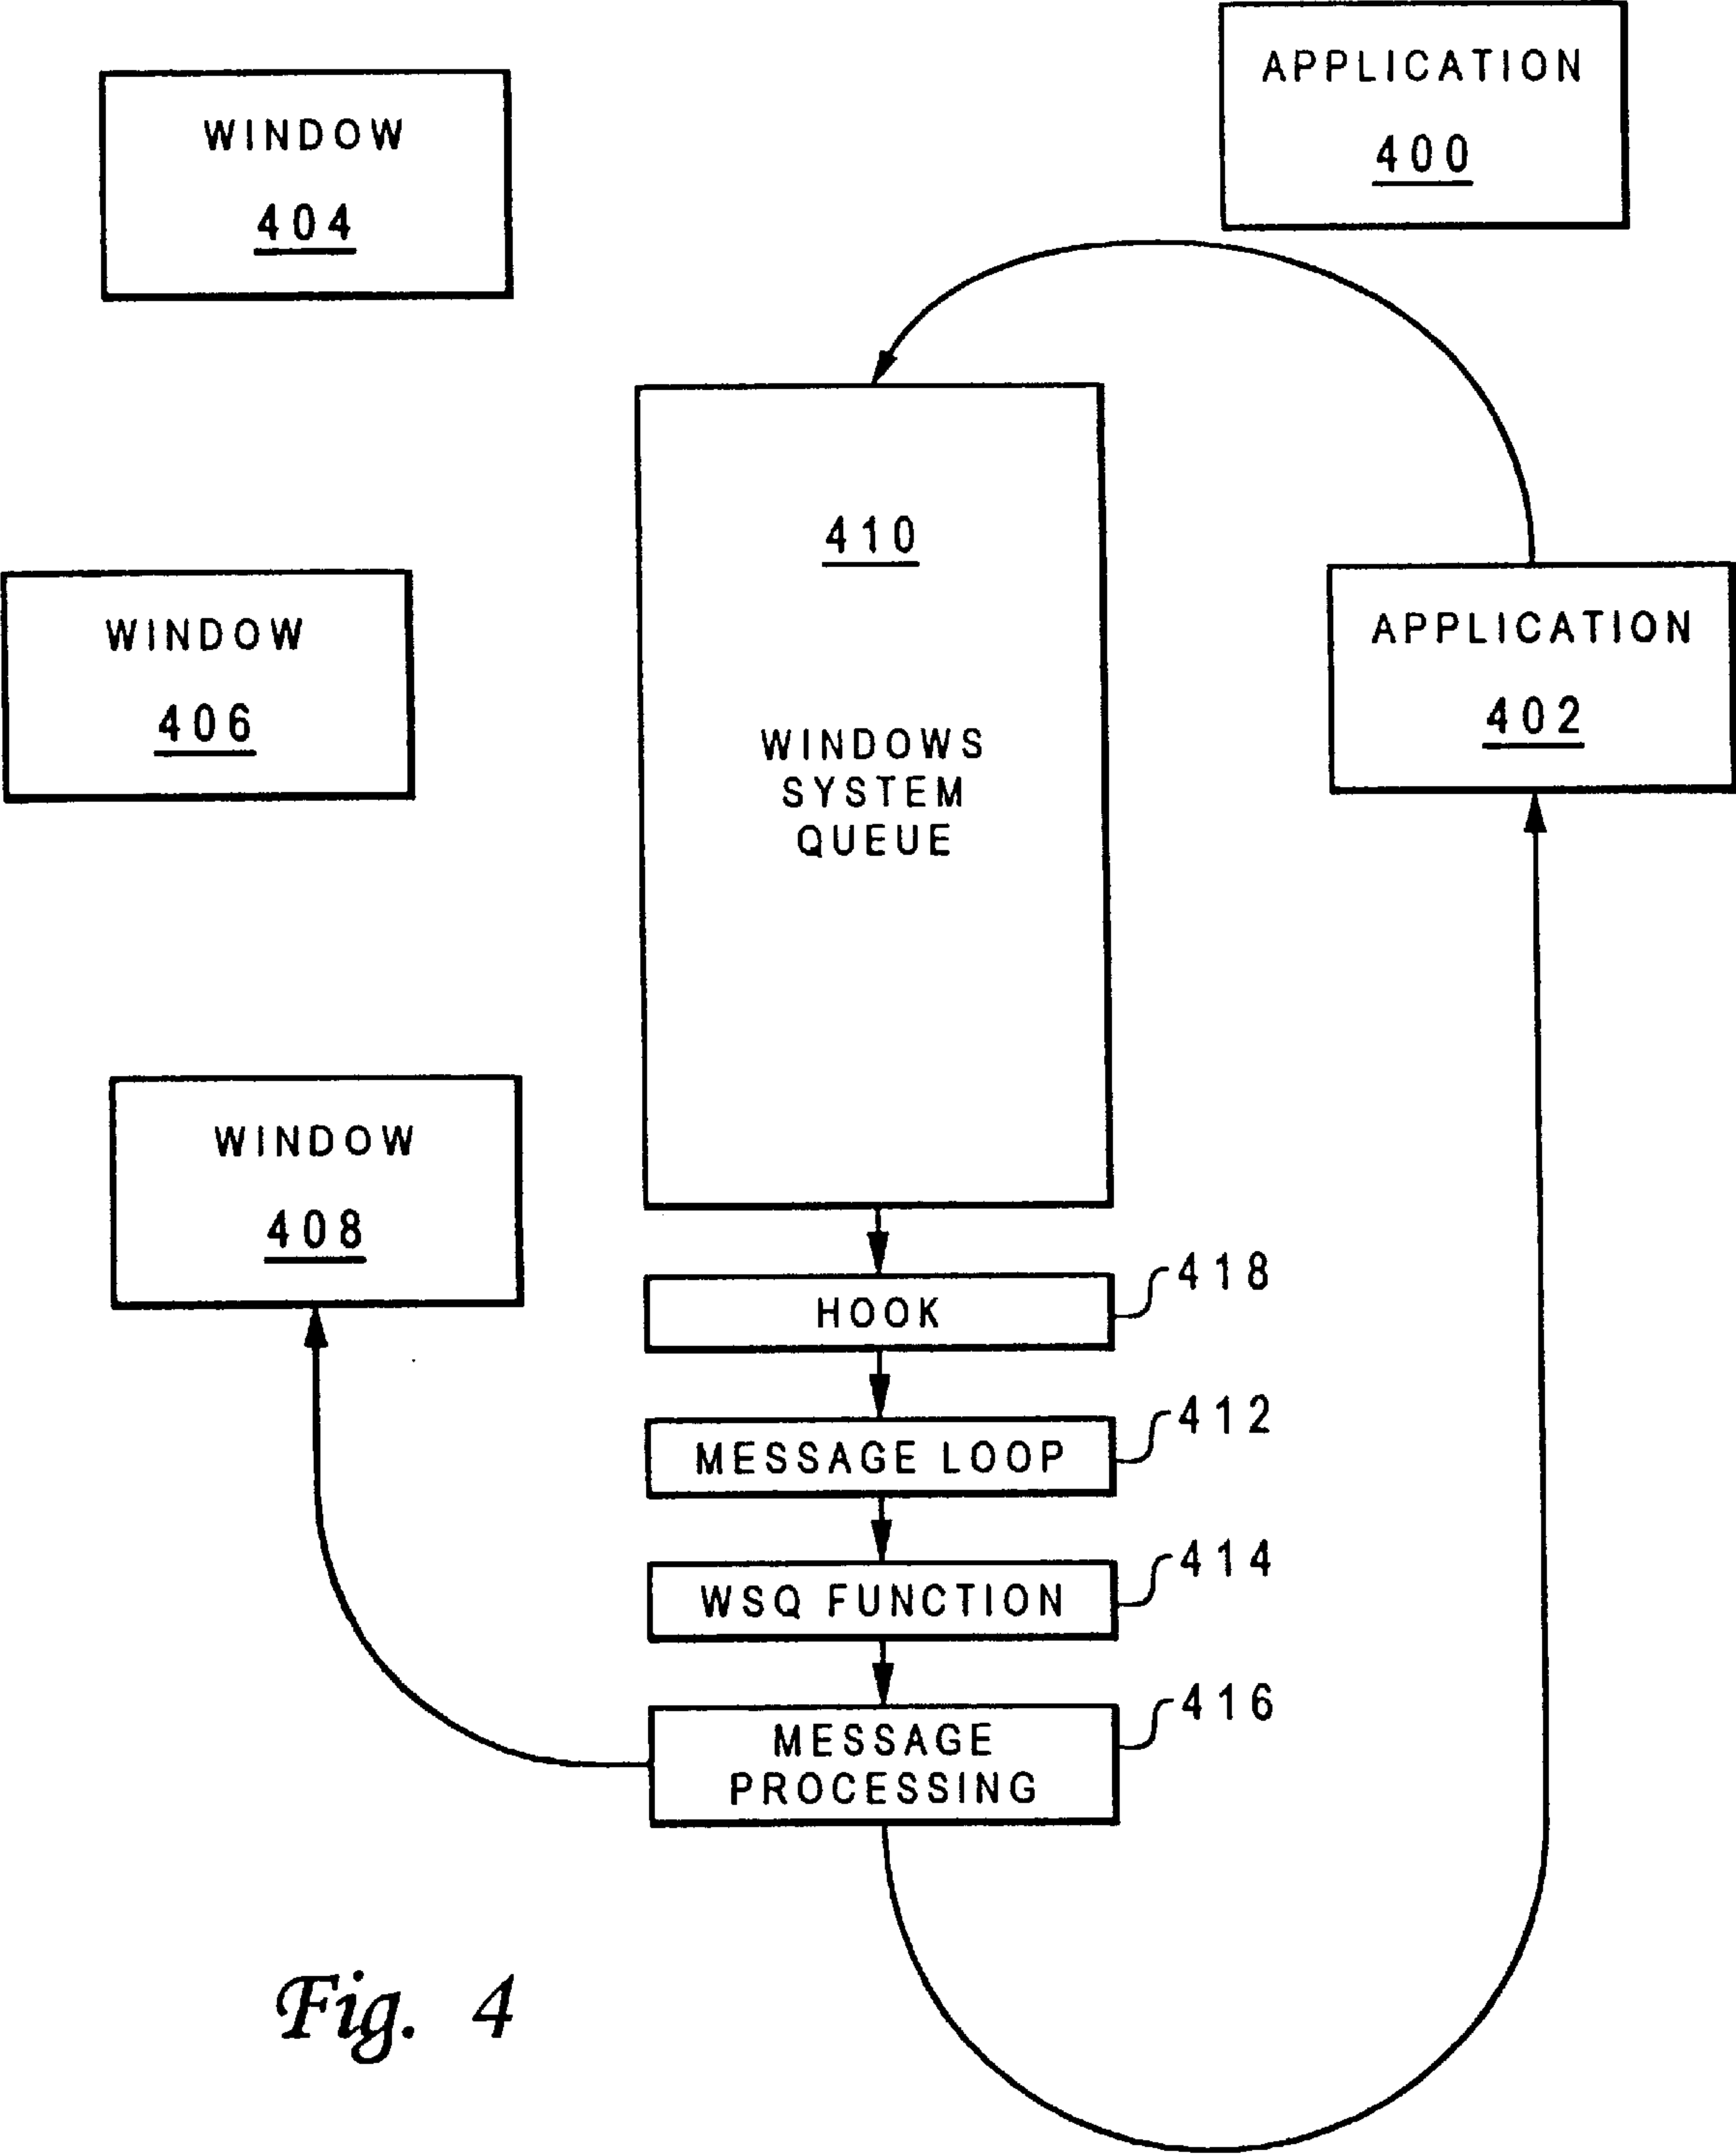 APPLICATION
400
WINDOW
404
410
WINDOWS
SYSTEM
QUEUE
WINDOW
406
APPLICATION
402
WINDOW
408
HOOK
418
MESSAGE LOOP
412
WSQ FUNCTION
414
MESSAGE
PROCESSING
416
Fig. 4